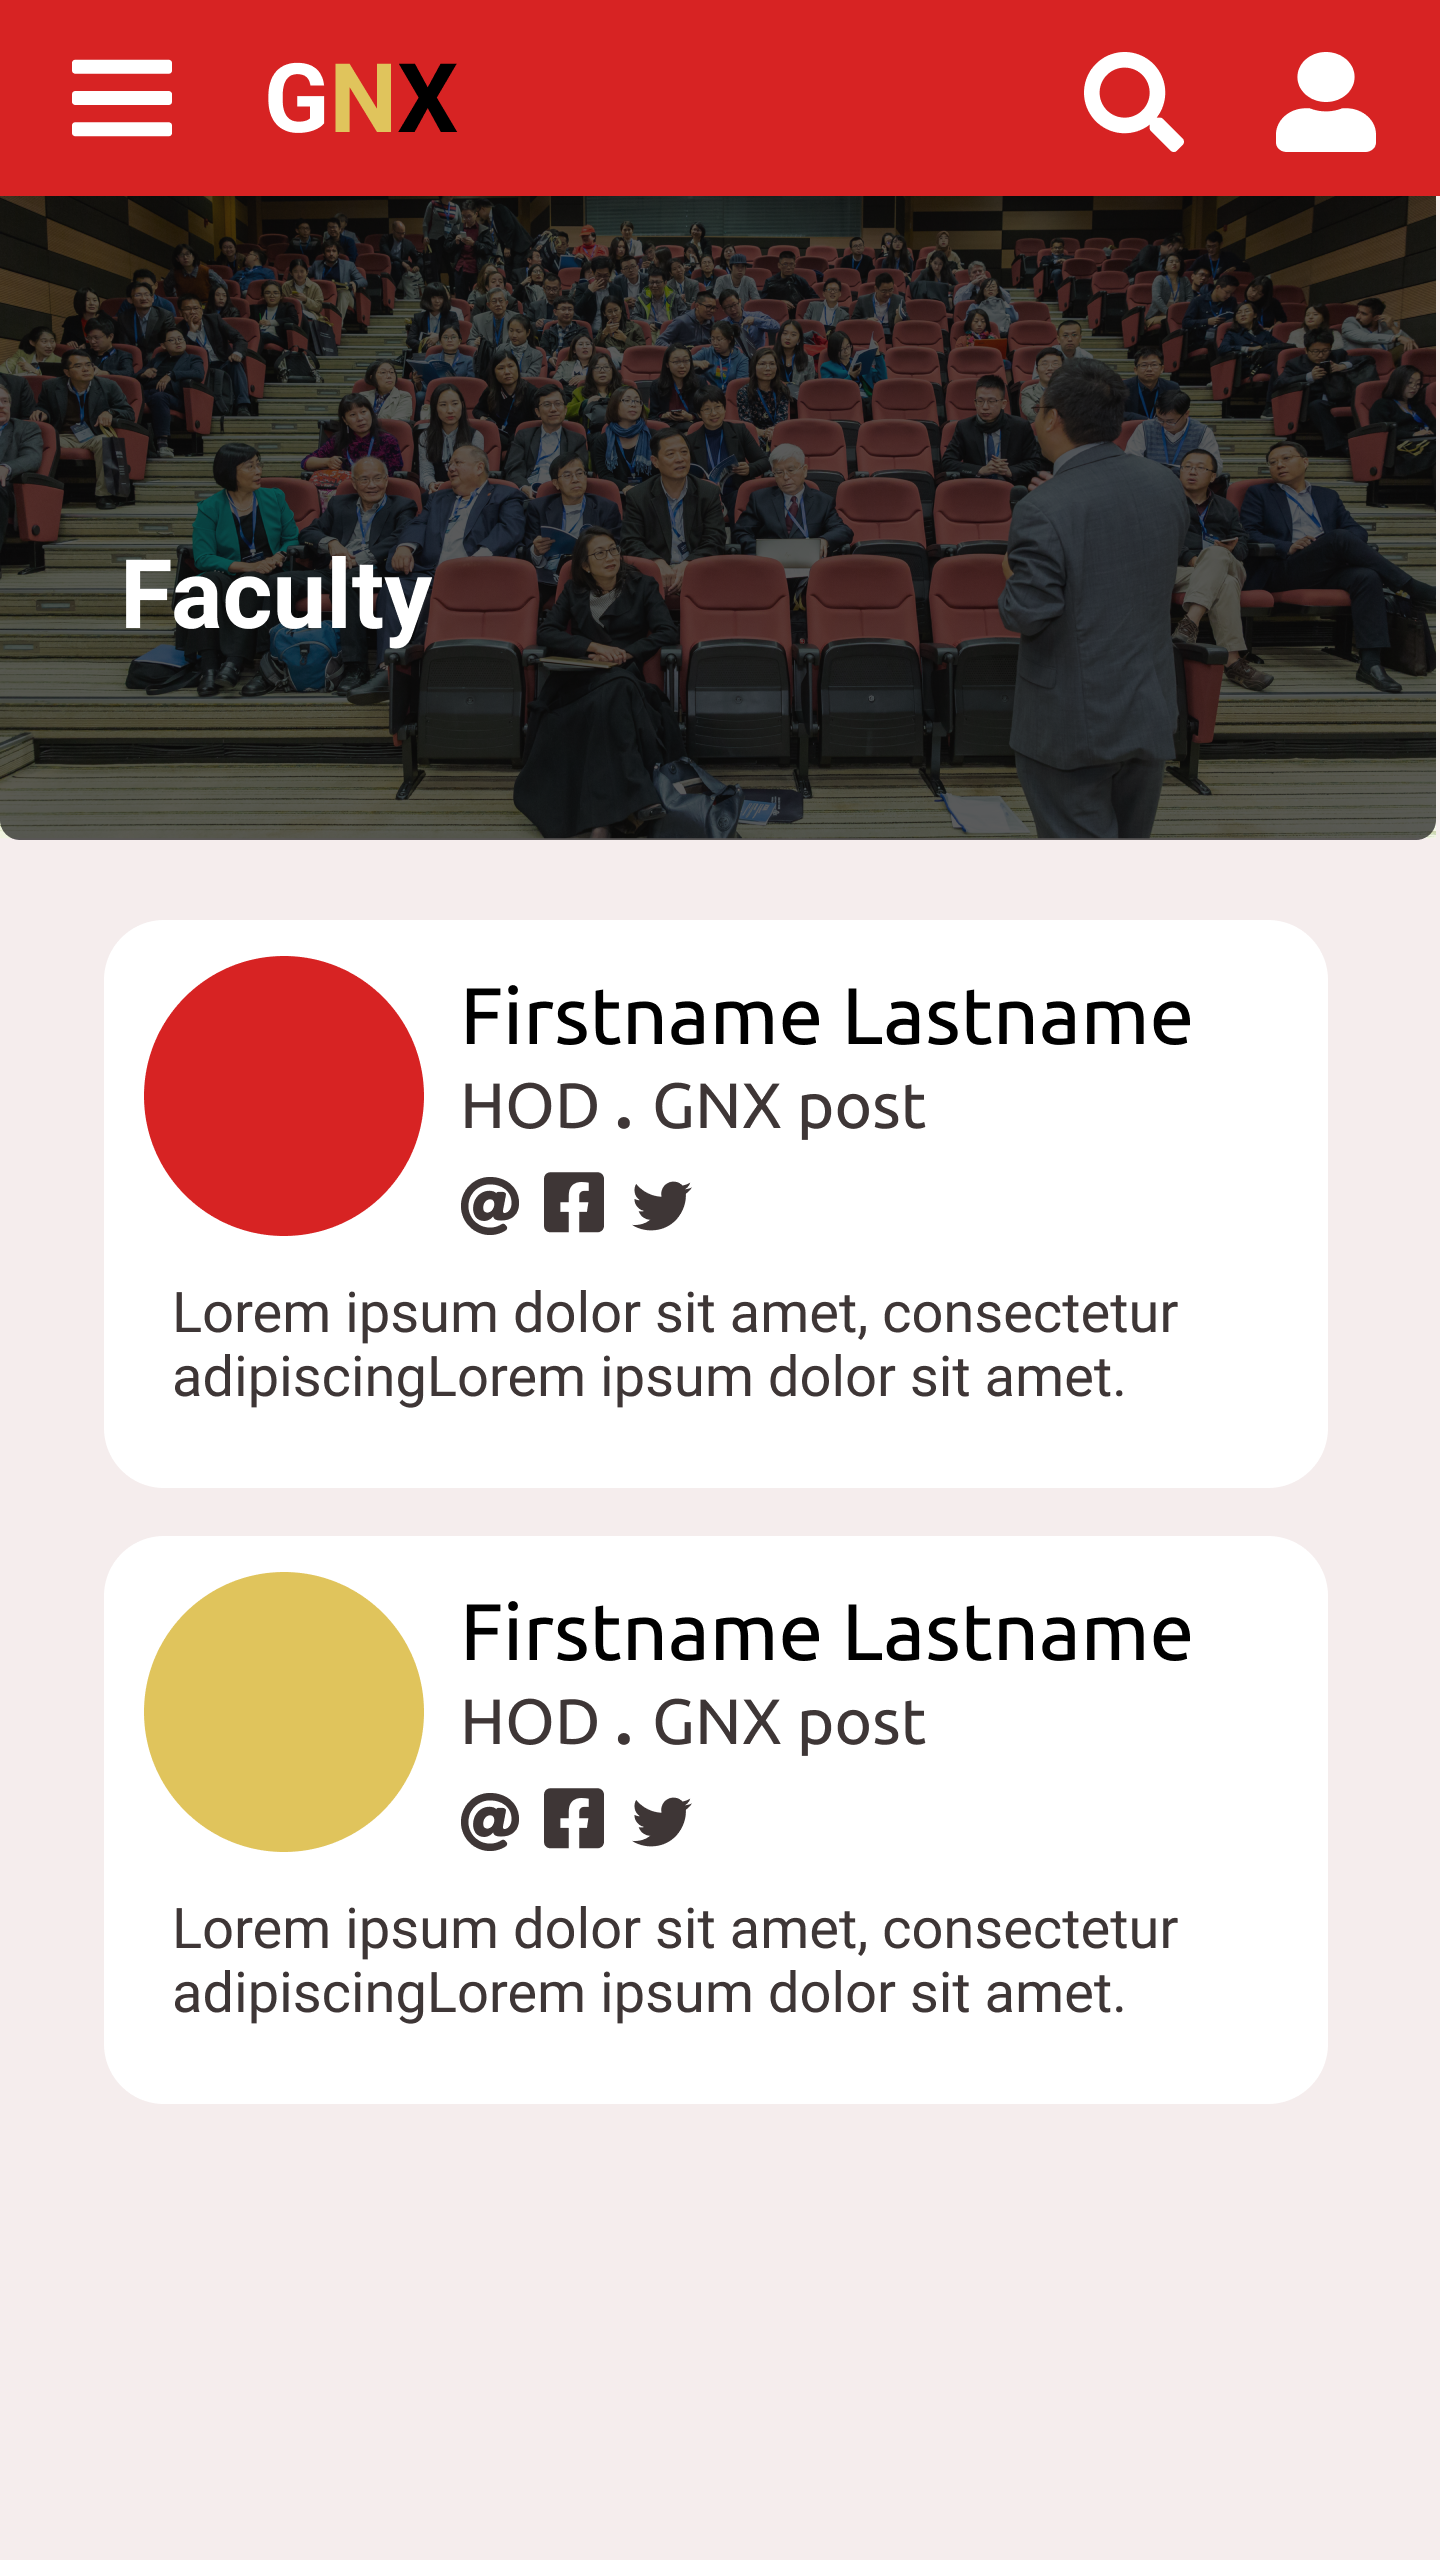 GNX
Faculty
Firstname Lastname
HOD . GNX post
Lorem ipsum dolor sit amet, consectetur
adipiscingLorem ipsum dolor sit amet.
Firstname Lastname
HOD . GNX post
Lorem ipsum dolor sit amet, consectetur
adipiscingLorem ipsum dolor sit amet.